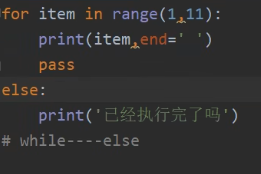 for item in range(1,11):
    print(item,end=' ')
    pass
else:
    print('已经执行完了吗')
# while----else